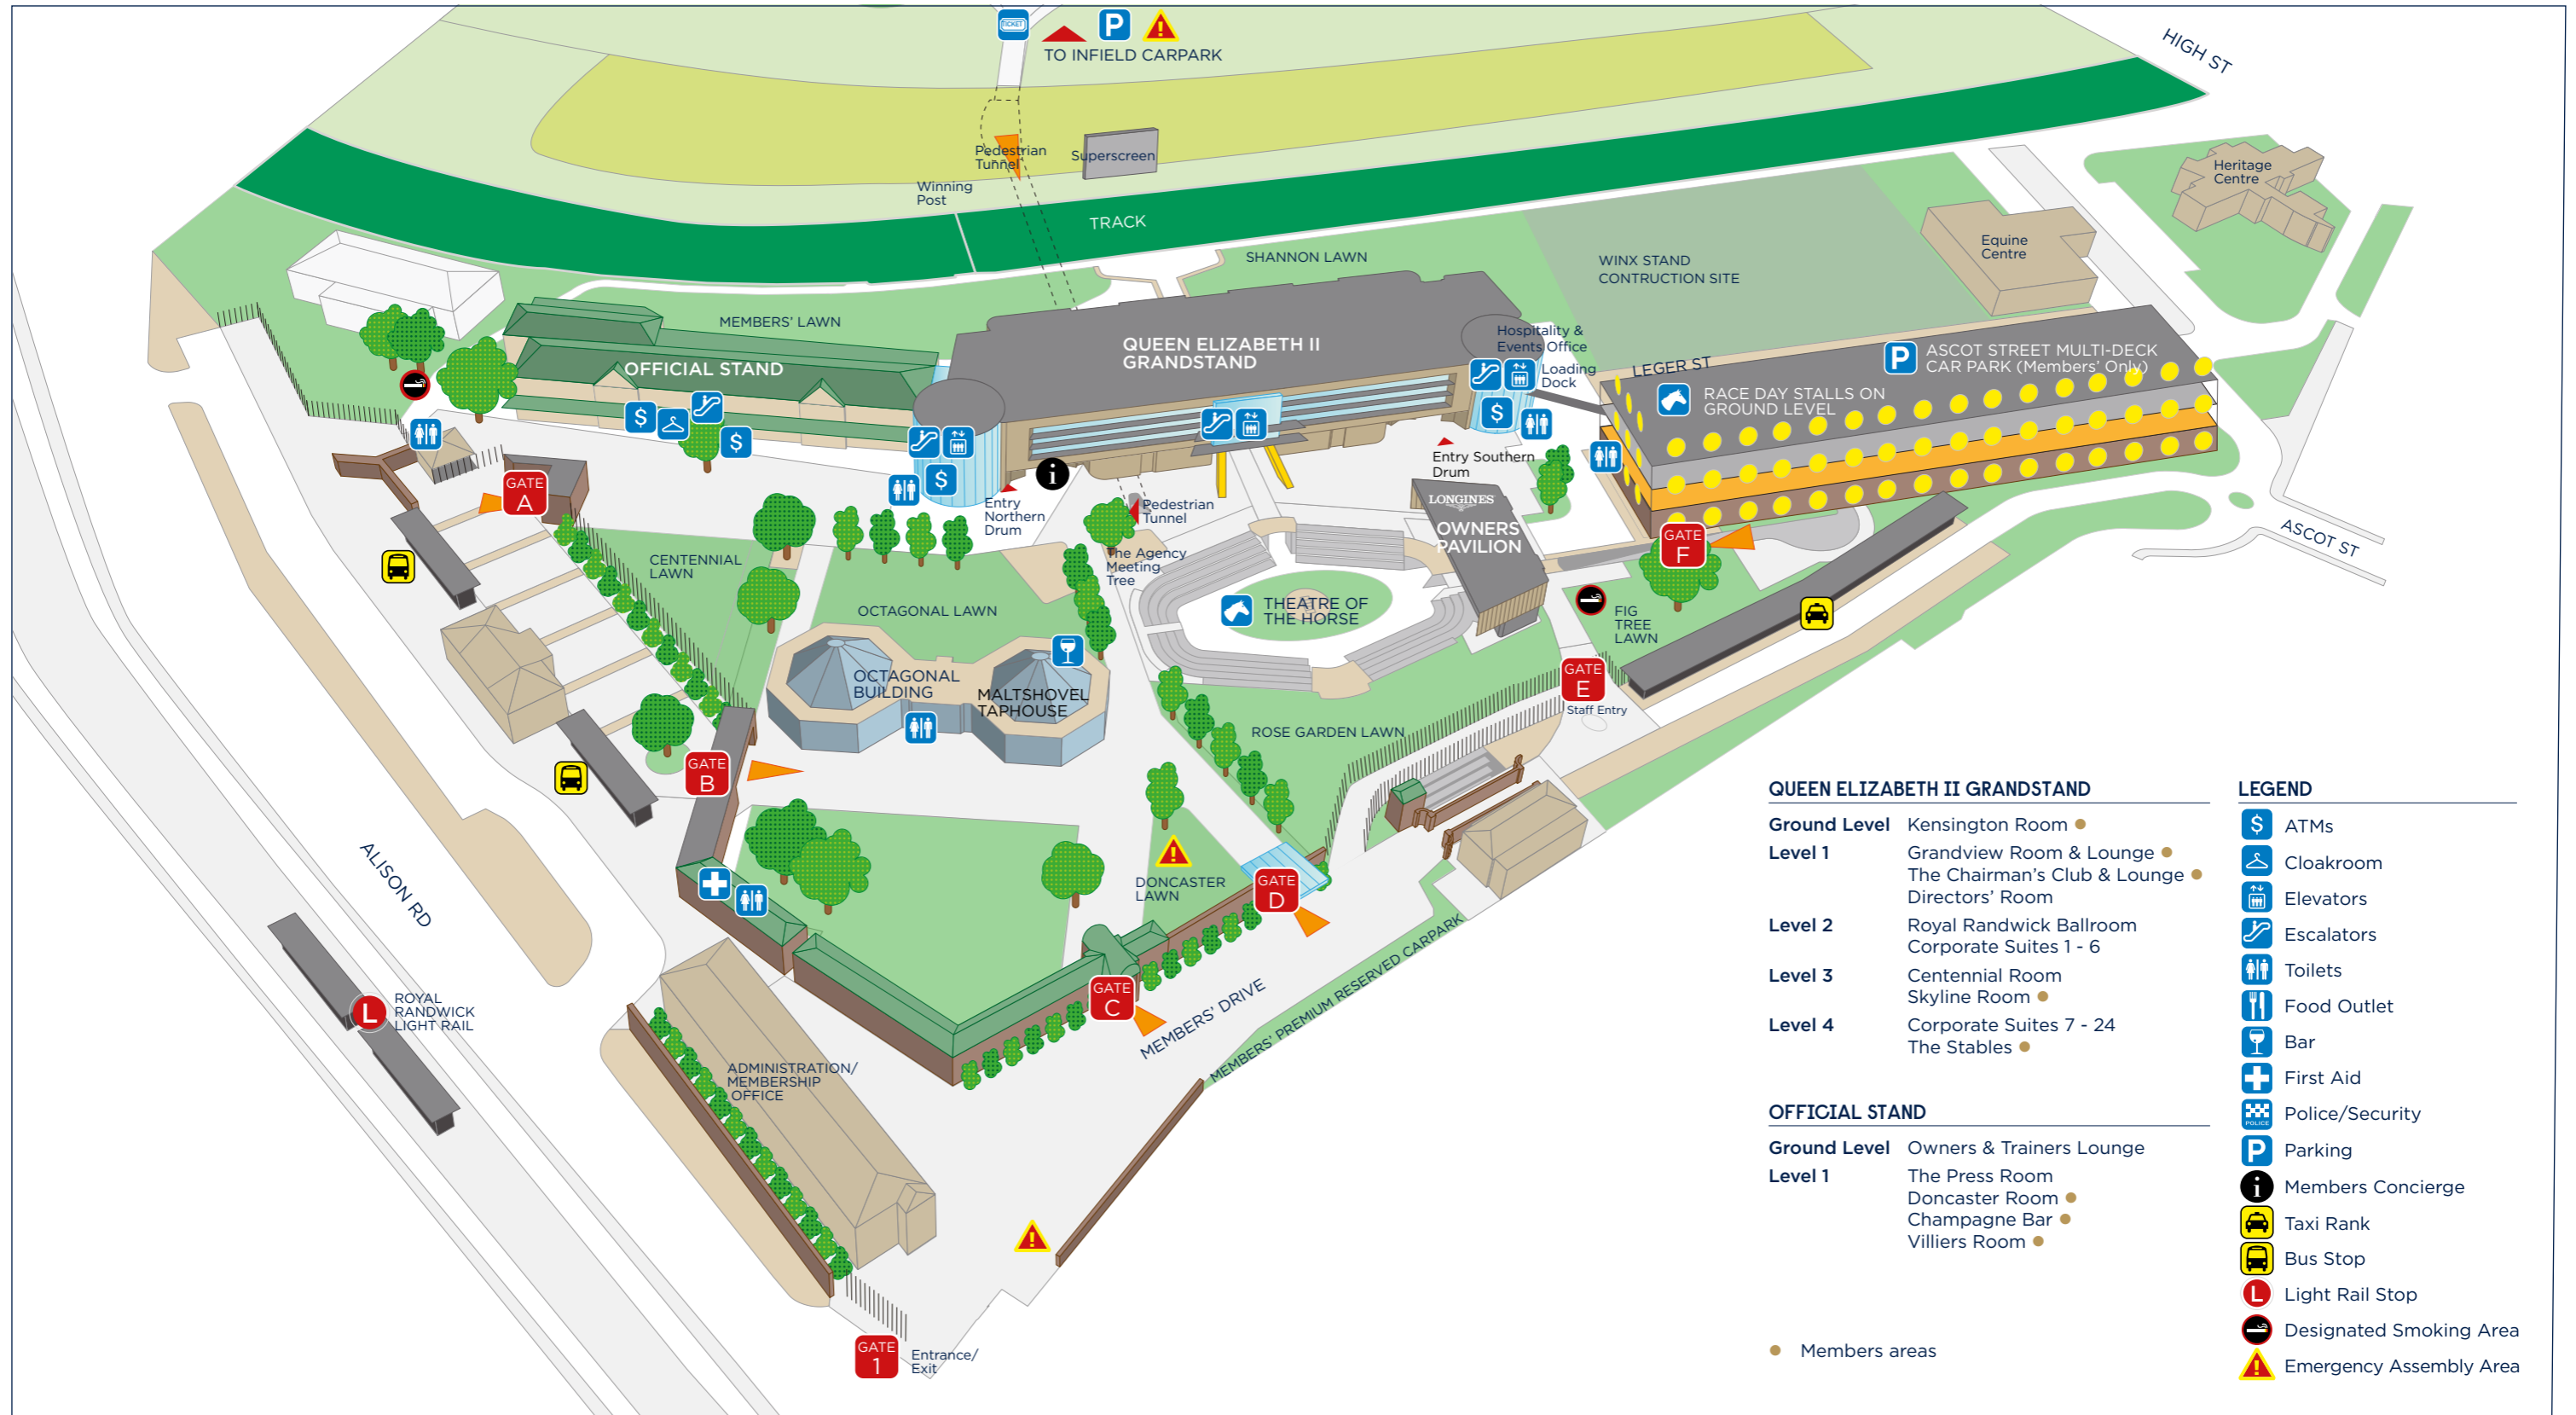 TICKET
P
TO INFIELD CARPARK
HIGH ST
Pedestrian
Tunnel
Superscreen
Winning
Post
TRACK
Heritage
Centre
Equine
Centre
SHANNON LAWN
WINX STAND
CONTRUCTION SITE
MEMBERS' LAWN
QUEEN ELIZABETH II
GRANDSTAND
OFFICIAL STAND
Hospitality &
Events Office
Loading
Dock
LEGER ST
P
ASCOT STREET MULTI-DECK
CAR PARK (Members' Only)
RACE DAY STALLS ON
GROUND LEVEL
$
$
$
$
i
Entry Southern
Drum
Entry
Northern
Drum
Pedestrian
Tunnel
The Agency
Meeting
Tree
LONGINES
OWNERS
PAVILION
GATE
A
GATE
F
ASCOT ST
CENTENNIAL
LAWN
OCTAGONAL LAWN
THEATRE OF
THE HORSE
FIG
TREE
LAWN
OCTAGONAL
BUILDING
MALTSHOVEL
TAPHOUSE
GATE
E
Staff Entry
ROSE GARDEN LAWN
GATE
B
DONCASTER
LAWN
GATE
D
GATE
C
ALISON RD
MEMBERS' DRIVE
MEMBERS' PREMIUM RESERVED CARPARK
L
ROYAL
RANDWICK
LIGHT RAIL
ADMINISTRATION/
MEMBERSHIP
OFFICE
GATE
1
Entrance/
Exit
QUEEN ELIZABETH II GRANDSTAND
Ground Level Kensington Room
Level 1 Grandview Room & Lounge
The Chairman's Club & Lounge
Directors' Room
Level 2 Royal Randwick Ballroom
Corporate Suites 1 - 6
Level 3 Centennial Room
Skyline Room
Level 4 Corporate Suites 7 - 24
The Stables
OFFICIAL STAND
Ground Level Owners & Trainers Lounge
Level 1 The Press Room
Doncaster Room
Champagne Bar
Villiers Room
Members areas
LEGEND
$ ATMs
Cloakroom
Elevators
Escalators
Toilets
Food Outlet
Bar
First Aid
POLICE Police/Security
P Parking
i Members Concierge
Taxi Rank
Bus Stop
L Light Rail Stop
Designated Smoking Area
! Emergency Assembly Area